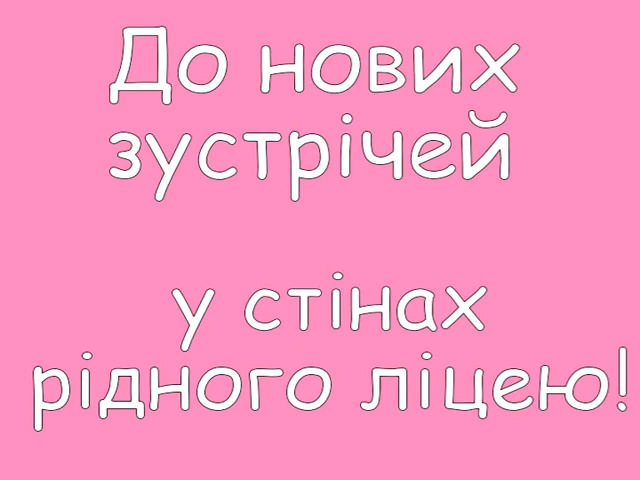 До нових
зустрічей
у стінах
рідного ліцею!